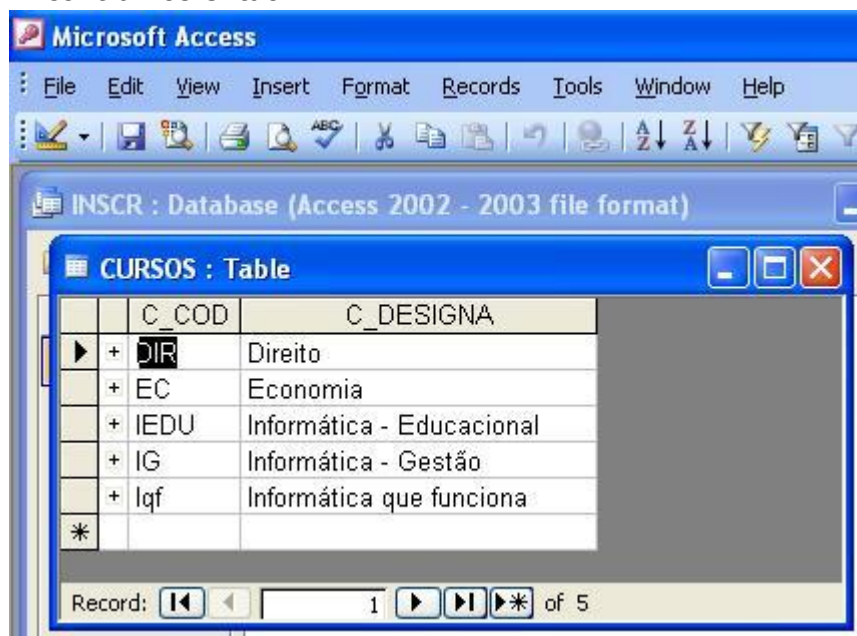 Microsoft Access
File Edit View Insert Format Records Tools Window Help
INSCR : Database (Access 2002 - 2003 file format)
CURSOS : Table
C_COD C_DESIGNA
DIR Direito
EC Economia
IEDU Informática - Educacional
IG Informática - Gestão
Iqf Informática que funciona
Record: 1 of 5